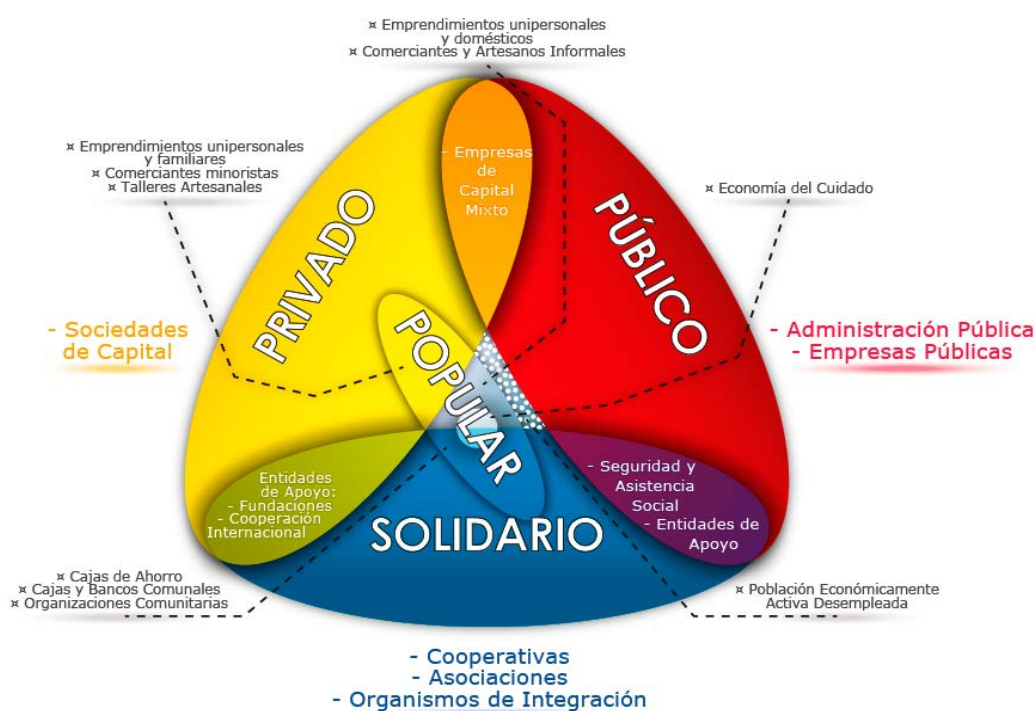 ¤ Emprendimientos unipersonales
y domésticos
¤ Comerciantes y Artesanos Informales
¤ Emprendimientos unipersonales
y familiares
¤ Comerciantes minoristas
¤ Talleres Artesanales
- Empresas
de
Capital
Mixto
¤ Economía del Cuidado
PRIVADO
PÚBLICO
- Sociedades
de Capital
POPULAR
- Administración Pública
- Empresas Públicas
Entidades
de Apoyo:
- Fundaciones
- Cooperación
Internacional
SOLIDARIO
- Seguridad y
Asistencia
Social
- Entidades de
Apoyo
¤ Cajas de Ahorro
¤ Cajas y Bancos Comunales
¤ Organizaciones Comunitarias
¤ Población Económicamente
Activa Desempleada
- Cooperativas
- Asociaciones
- Organismos de Integración